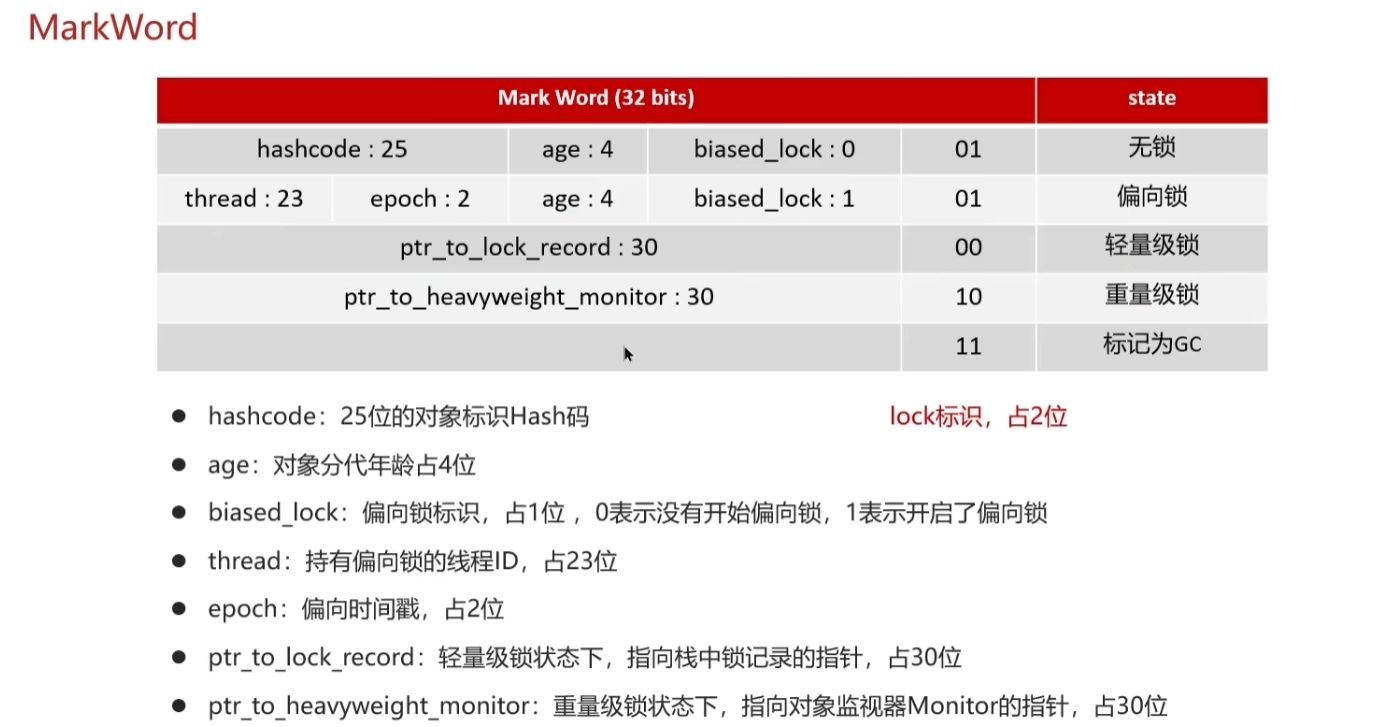 MarkWord
Mark Word (32 bits) state
hashcode : 25 age : 4 biased_lock : 0 01 无锁
thread : 23 epoch : 2 age : 4 biased_lock : 1 01 偏向锁
ptr_to_lock_record : 30 00 轻量级锁
ptr_to_heavyweight_monitor : 30 10 重量级锁
11 标记为GC
● hashcode：25位的对象标识Hash码 lock标识，占2位
● age：对象分代年龄占4位
● biased_lock：偏向锁标识，占1位 ，0表示没有开始偏向锁，1表示开启了偏向锁
● thread：持有偏向锁的线程ID，占23位
● epoch：偏向时间戳，占2位
● ptr_to_lock_record：轻量级锁状态下，指向栈中锁记录的指针，占30位
● ptr_to_heavyweight_monitor：重量级锁状态下，指向对象监视器Monitor的指针，占30位